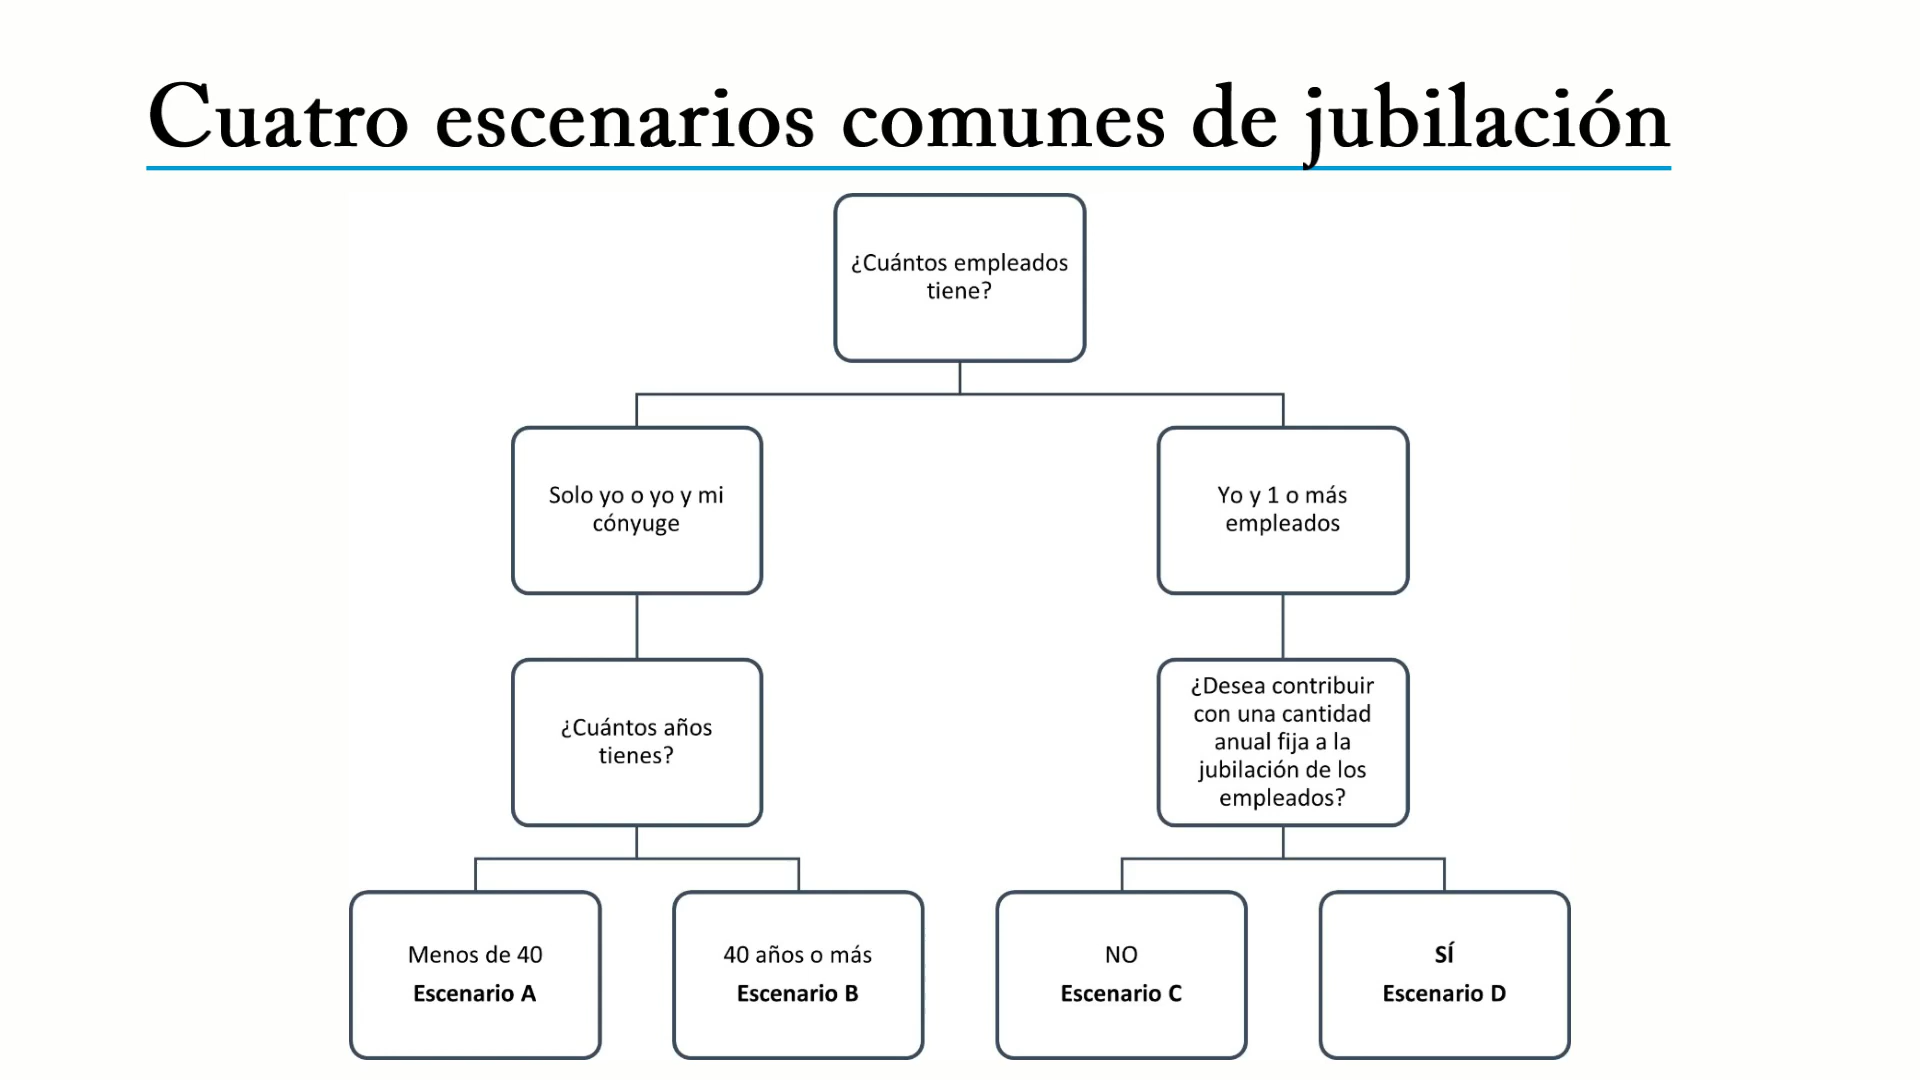 Cuatro escenarios comunes de jubilación
¿Cuántos empleados
tiene?
Solo yo o yo y mi
cónyuge
Yo y 1 o más
empleados
¿Cuántos años
tienes?
¿Desea contribuir
con una cantidad
anual fija a la
jubilación de los
empleados?
Menos de 40
Escenario A
40 años o más
Escenario B
NO
Escenario C
SÍ
Escenario D